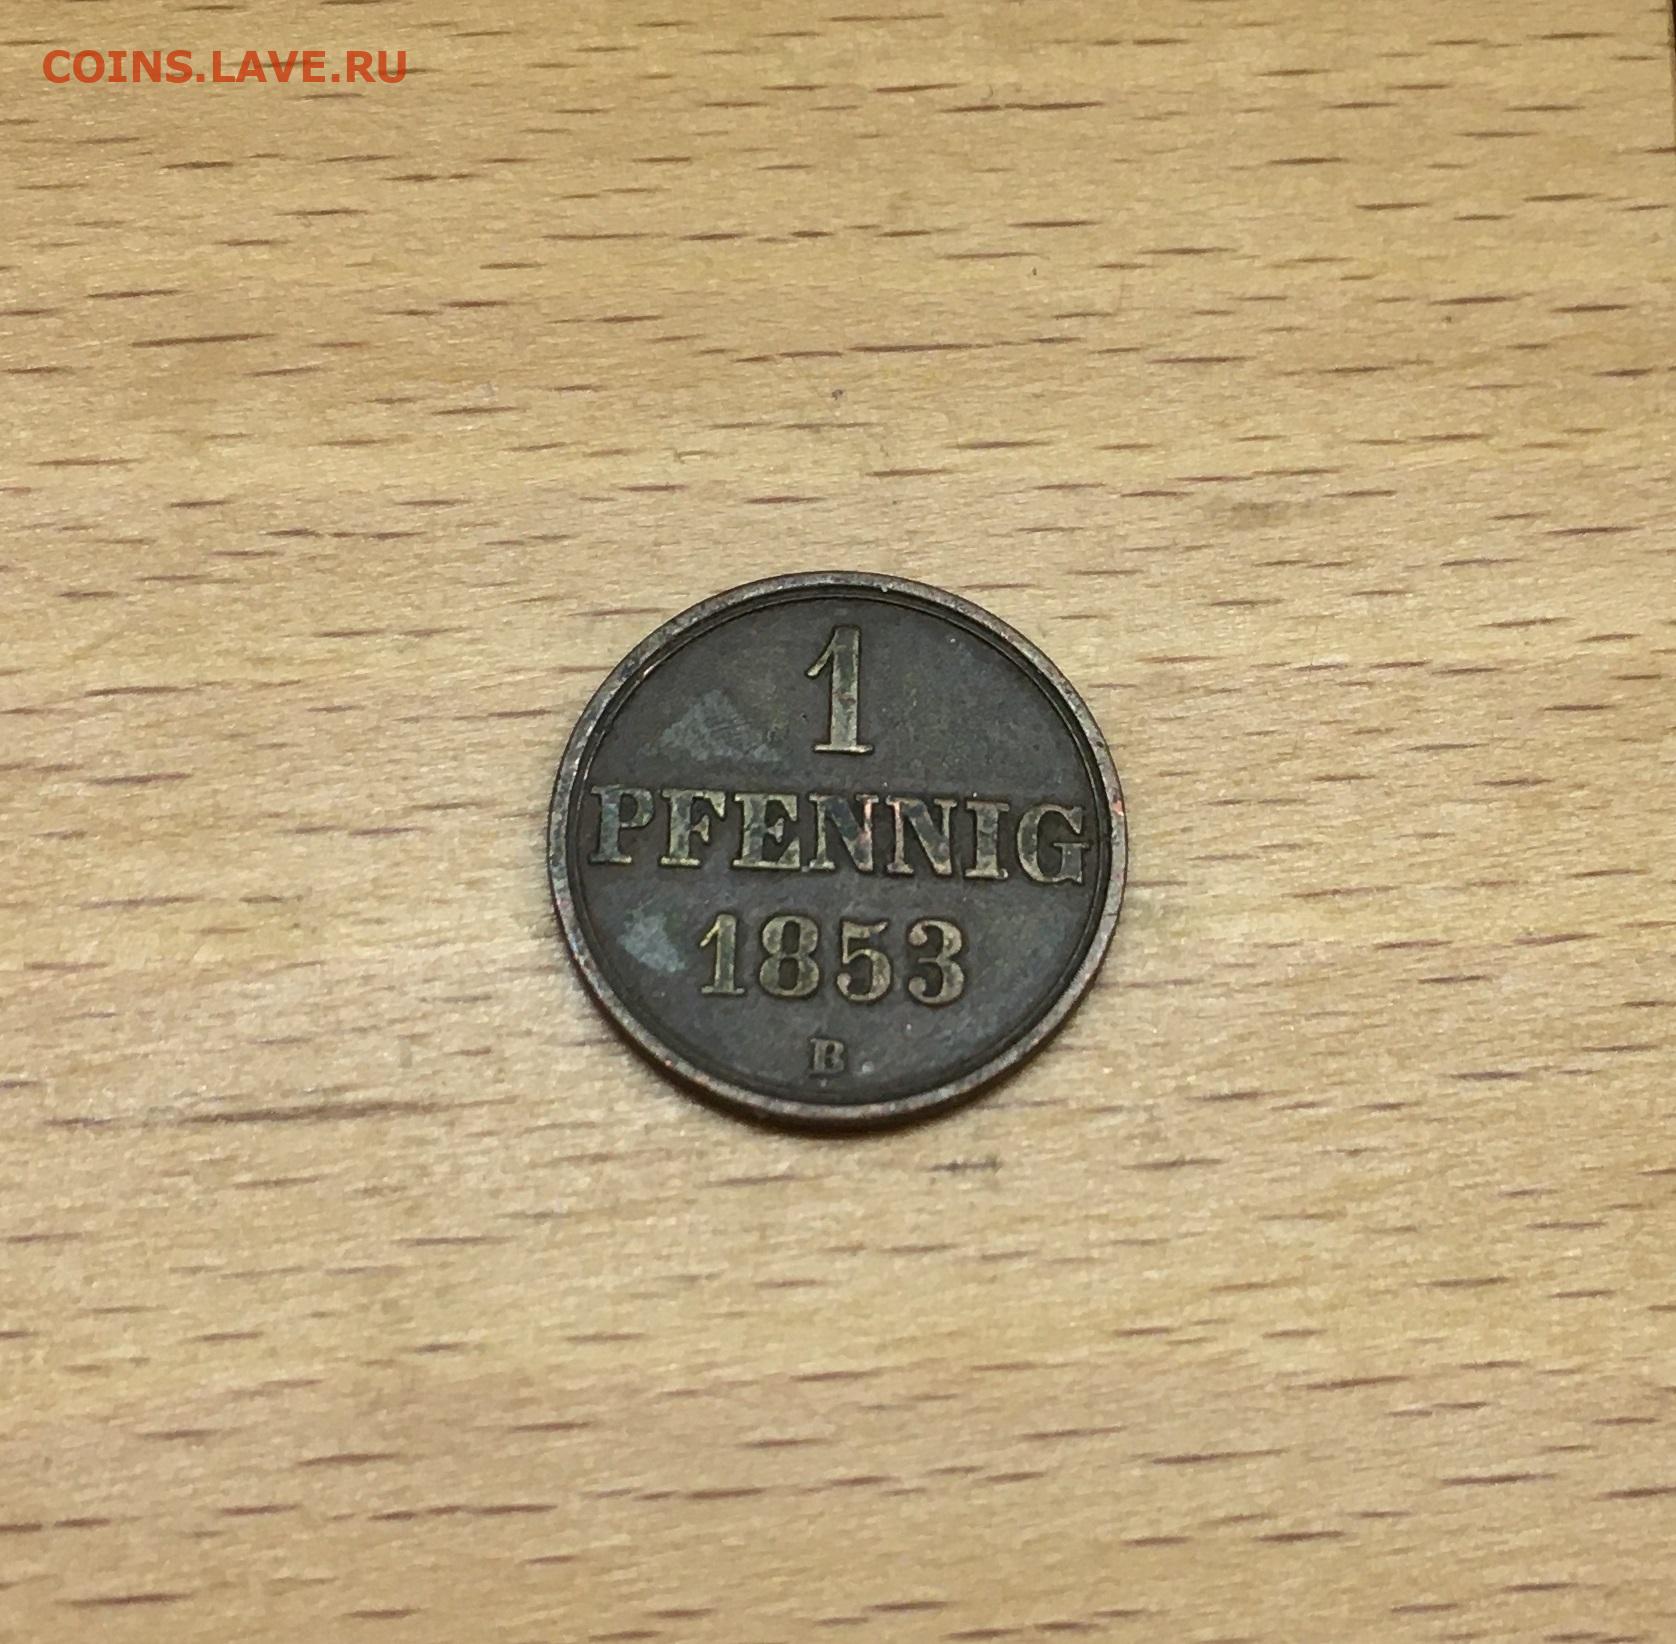 COINS.LAVE.RU
1
PFENNIG
1853
B